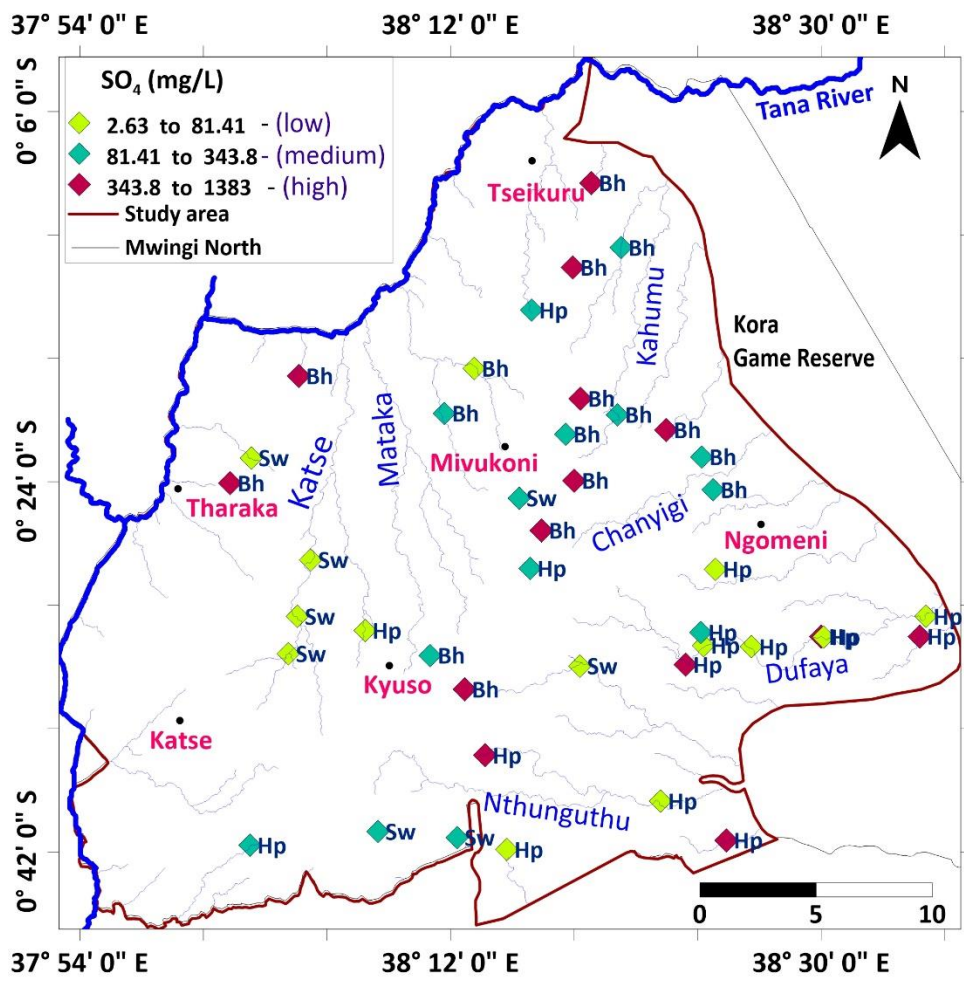 37° 54' 0" E 38° 12' 0" E 38° 30' 0" E
SO₄ (mg/L)
2.63 to 81.41 - (low)
81.41 to 343.8 - (medium)
343.8 to 1383 - (high)
Study area
Mwingi North
Tana River
N
0° 6' 0" S
Tseikuru
Bh
Bh
Bh
Kahumu
Hp
Kora
Game Reserve
Bh
Bh
Bh
Bh
Bh
Bh
Bh
Mataka
Katse
Mivukoni
Sw
Bh
Bh
Bh
Bh
0° 24' 0" S
Tharaka
Sw
Chanyigi
Ngomeni
Bh
Sw
Hp
Hp
Sw
Hp
Hp
Hp
Hp
Hp
Hp
Hp
Hp
Sw
Bh
Sw
Hp
Dufaya
Kyuso
Bh
Katse
Hp
Nthunguthu
Hp
Hp
Sw
Sw
Hp
Hp
0° 42' 0" S
0 5 10
37° 54' 0" E 38° 12' 0" E 38° 30' 0" E